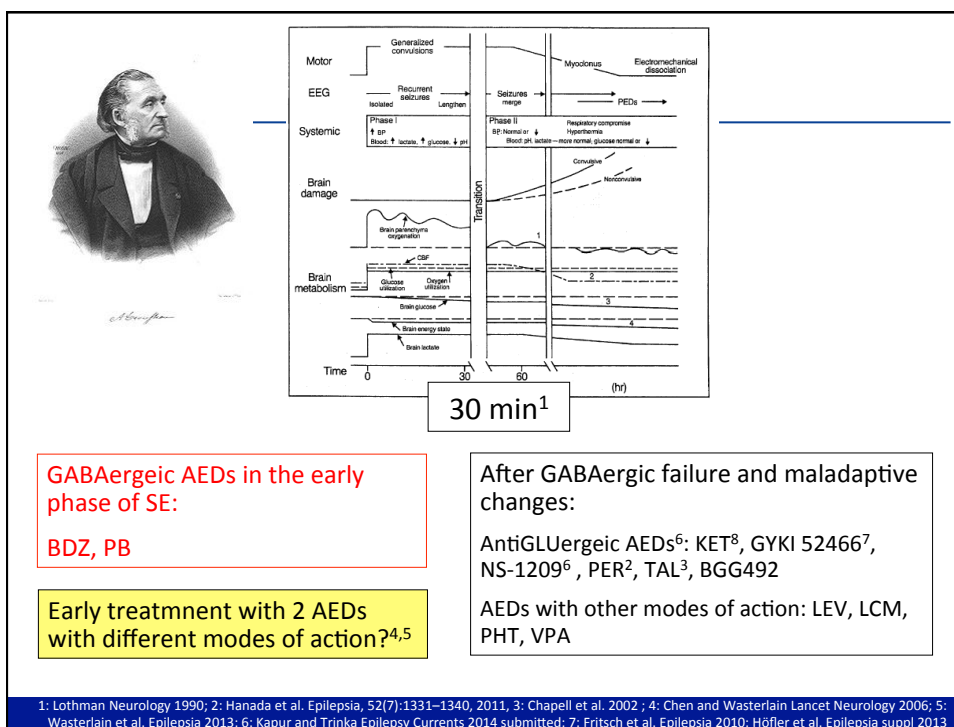 Motor
Generalized
convulsions
Myoclonus
Electromechanical
dissociation
EEG
Recurrent
seizures
Isolated
Lengthen
Seizures
merge
PEDs
Systemic
Phase I
↑ BP
Blood: ↑ lactate, ↑ glucose, ↓ pH
Phase II
BP: Normal or ↓
Respiratory compromise
Hyperthermia
Blood: pH, lactate — more normal, glucose normal or ↓
Brain
damage
Transition
Convulsive
Nonconvulsive
Brain parenchyma
oxygenation
1
Brain
metabolism
CBF
Glucose
utilization
Oxygen
utilization
2
Brain glucose
3
Brain energy state
4
Brain lactate
Time
0
30
60
(hr)
30 min1
GABAergeic AEDs in the early
phase of SE:
BDZ, PB
Early treatmnent with 2 AEDs
with different modes of action?4,5
After GABAergic failure and maladaptive
changes:
AntiGLUergeic AEDs6: KET8, GYKI 524667,
NS-12096 , PER2, TAL3, BGG492
AEDs with other modes of action: LEV, LCM,
PHT, VPA
1: Lothman Neurology 1990; 2: Hanada et al. Epilepsia, 52(7):1331–1340, 2011, 3: Chapell et al. 2002 ; 4: Chen and Wasterlain Lancet Neurology 2006; 5:
Wasterlain et al. Epilepsia 2013; 6: Kapur and Trinka Epilepsy Currents 2014 submitted; 7: Fritsch et al. Epilepsia 2010; Höfler et al. Epilepsia suppl 2013